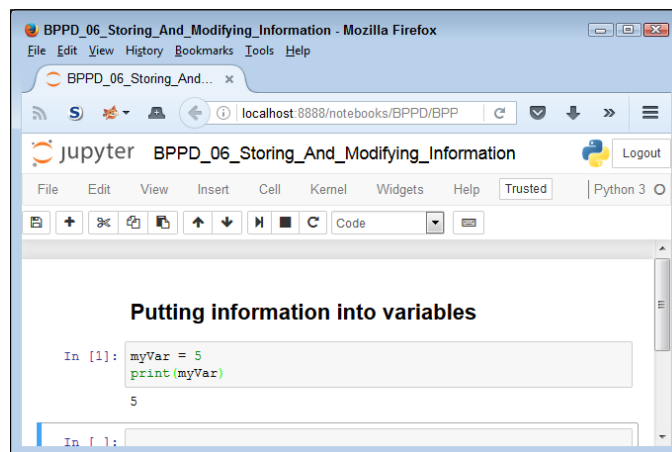 BPPD_06_Storing_And_Modifying_Information - Mozilla Firefox
File Edit View History Bookmarks Tools Help
BPPD_06_Storing_And... ×
S) localhost:8888/notebooks/BPPD/BPP
jupyter BPPD_06_Storing_And_Modifying_Information Logout
File Edit View Insert Cell Kernel Widgets Help Trusted Python 3
Code
Putting information into variables
In [1]: myVar = 5
print(myVar)
5
In [ ]: